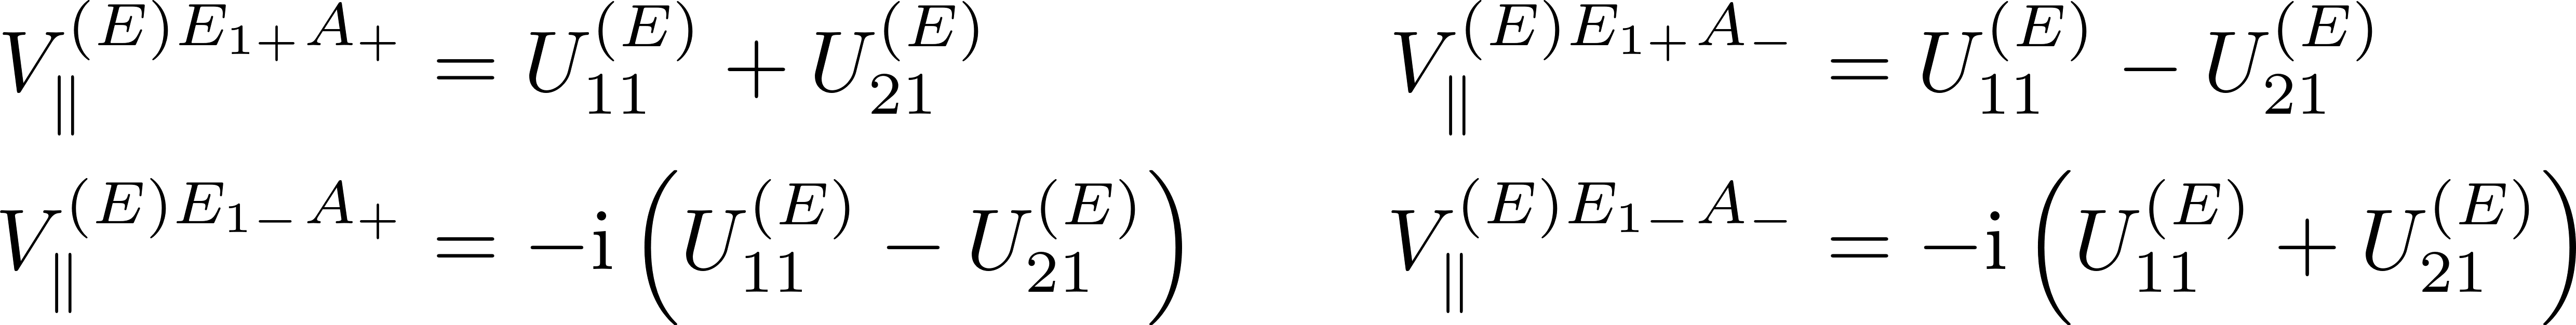 $V_{\parallel}^{(E)E_{1+}A_{+}} = U_{11}^{(E)} + U_{21}^{(E)} \qquad V_{\parallel}^{(E)E_{1+}A_{-}} = U_{11}^{(E)} - U_{21}^{(E)}$
$V_{\parallel}^{(E)E_{1-}A_{+}} = -\mathrm{i}\left(U_{11}^{(E)} - U_{21}^{(E)}\right) \qquad V_{\parallel}^{(E)E_{1-}A_{-}} = -\mathrm{i}\left(U_{11}^{(E)} + U_{21}^{(E)}\right)$